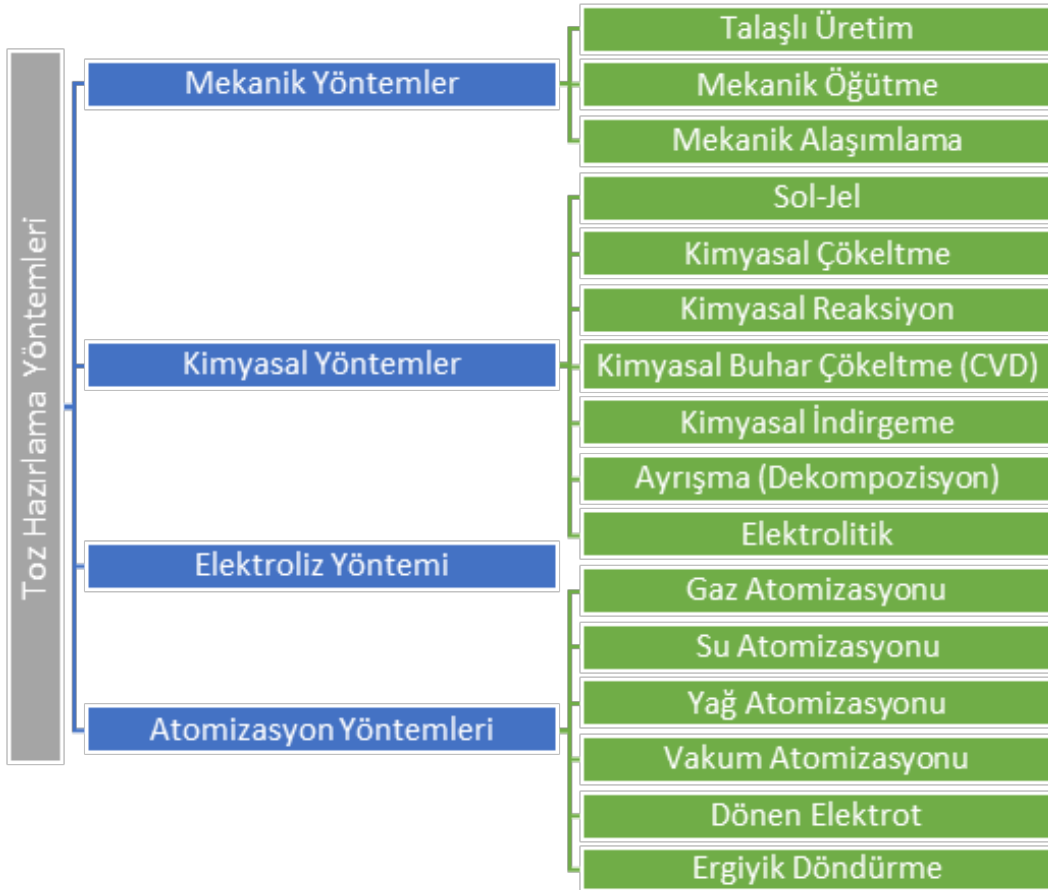 Toz Hazırlama Yöntemleri
Mekanik Yöntemler
Talaşlı Üretim
Mekanik Öğütme
Mekanik Alaşımlama
Kimyasal Yöntemler
Sol-Jel
Kimyasal Çökeltme
Kimyasal Reaksiyon
Kimyasal Buhar Çökeltme (CVD)
Kimyasal İndirgeme
Ayrışma (Dekompozisyon)
Elektrolitik
Elektroliz Yöntemi
Atomizasyon Yöntemleri
Gaz Atomizasyonu
Su Atomizasyonu
Yağ Atomizasyonu
Vakum Atomizasyonu
Dönen Elektrot
Ergiyik Döndürme